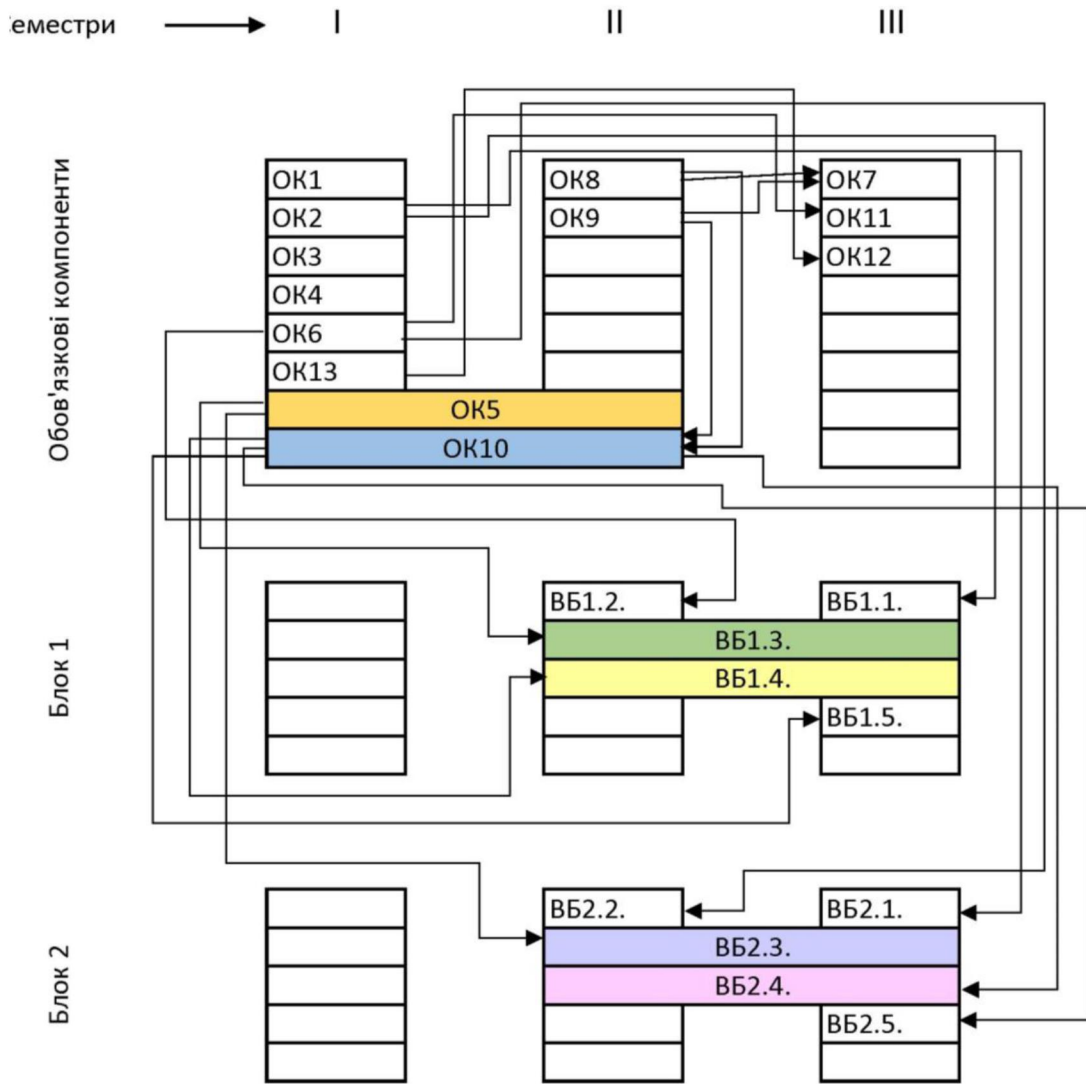 еместри I II III
Обов'язкові компоненти
ОК1 ОК8 ОК7
ОК2 ОК9 ОК11
ОК3 ОК12
ОК4
ОК6
ОК13
ОК5
ОК10
Блок 1
ВБ1.2. ВБ1.1.
ВБ1.3.
ВБ1.4.
ВБ1.5.
Блок 2
ВБ2.2. ВБ2.1.
ВБ2.3.
ВБ2.4.
ВБ2.5.